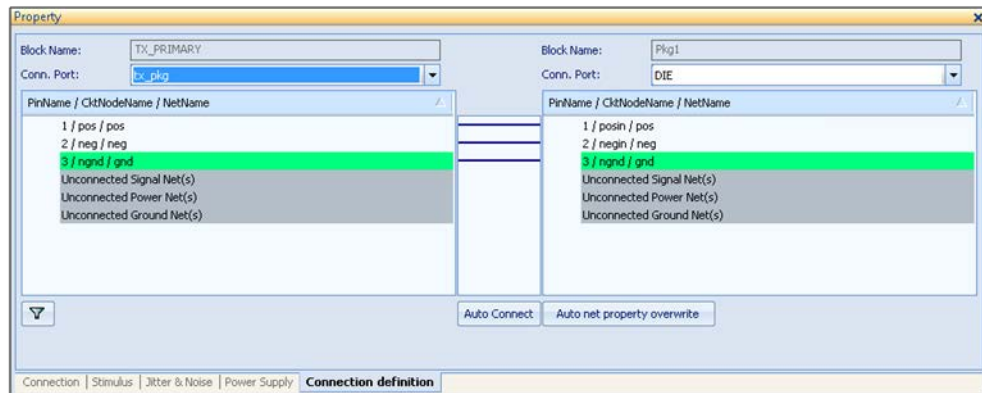 Property
Block Name: TX_PRIMARY Block Name: Pkg1
Conn. Port: tx_pkg Conn. Port: DIE
PinName / CktNodeName / NetName PinName / CktNodeName / NetName
1 / pos / pos 1 / posin / pos
2 / neg / neg 2 / negin / neg
3 / ngnd / gnd 3 / ngnd / gnd
Unconnected Signal Net(s) Unconnected Signal Net(s)
Unconnected Power Net(s) Unconnected Power Net(s)
Unconnected Ground Net(s) Unconnected Ground Net(s)
Auto Connect Auto net property overwrite
Connection | Stimulus | Jitter & Noise | Power Supply Connection definition